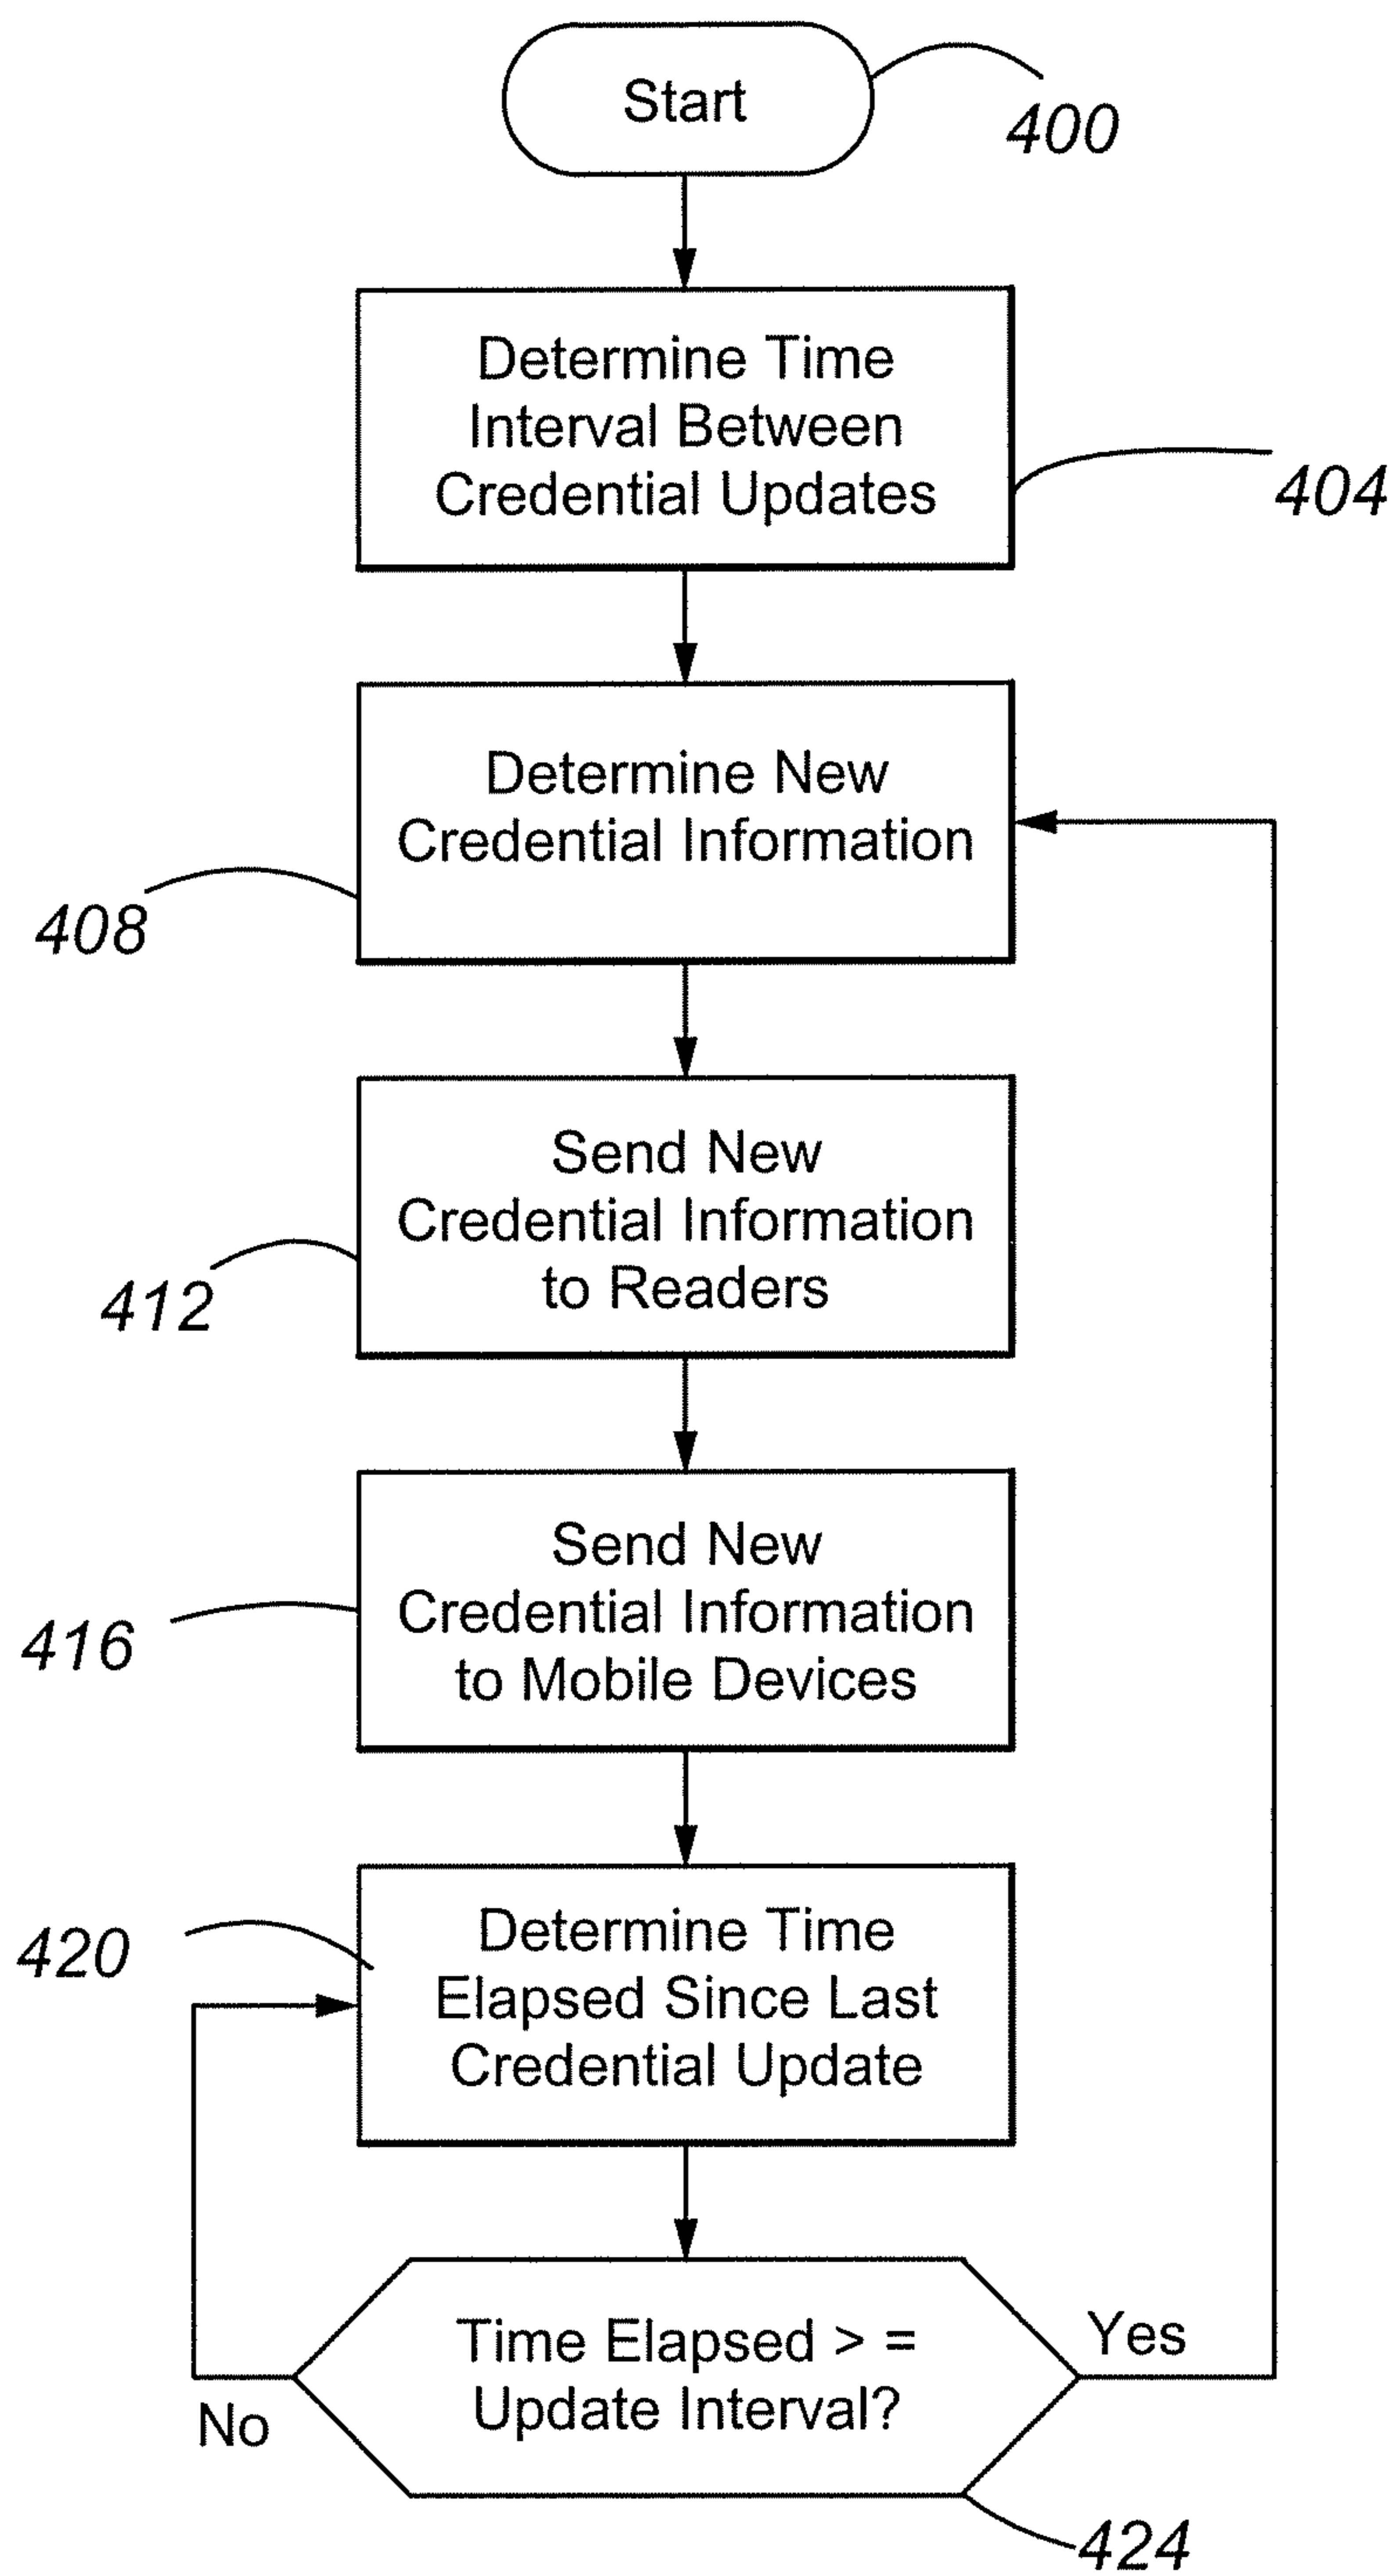 Start
400
Determine Time
Interval Between
Credential Updates
404
Determine New
Credential Information
408
Send New
Credential Information
to Readers
412
Send New
Credential Information
to Mobile Devices
416
Determine Time
Elapsed Since Last
Credential Update
420
Time Elapsed > =
Update Interval?
Yes
No
424